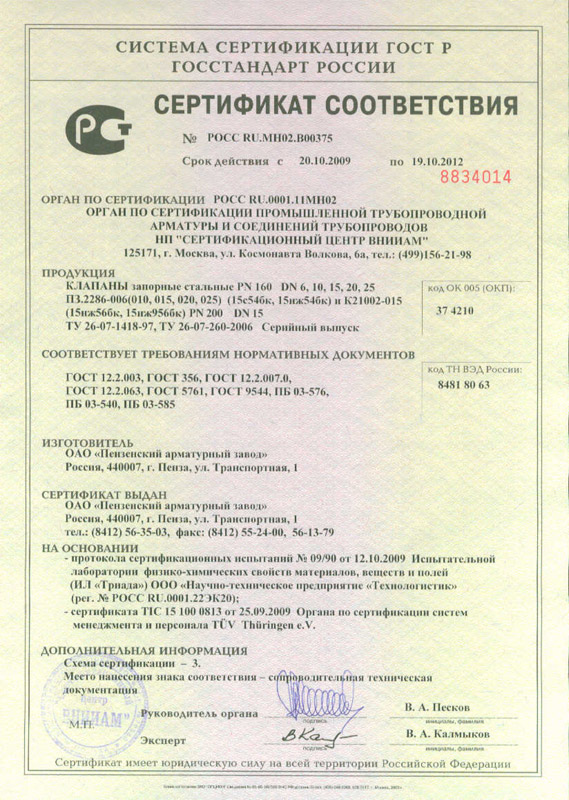 СИСТЕМА СЕРТИФИКАЦИИ ГОСТ Р
ГОССТАНДАРТ РОССИИ
СЕРТИФИКАТ СООТВЕТСТВИЯ
№ РОСС RU.МН02.В00375
Срок действия с 20.10.2009 по 19.10.2012
8834014
ОРГАН ПО СЕРТИФИКАЦИИ РОСС RU.0001.11МН02
ОРГАН ПО СЕРТИФИКАЦИИ ПРОМЫШЛЕННОЙ ТРУБОПРОВОДНОЙ
АРМАТУРЫ И СОЕДИНЕНИЙ ТРУБОПРОВОДОВ
НП "СЕРТИФИКАЦИОННЫЙ ЦЕНТР ВНИИАМ"
125171, г. Москва, ул. Космонавта Волкова, 6а, тел.: (499)156-21-98
ПРОДУКЦИЯ
КЛАПАНЫ запорные стальные PN 160 DN 6, 10, 15, 20, 25
ПЗ.2286-006(010, 015, 020, 025) (15с54бк, 15нж54бк) и К21002-015
(15нж56бк, 15нж956бк) PN 200 DN 15
ТУ 26-07-1418-97, ТУ 26-07-260-2006 Серийный выпуск
код ОК 005 (ОКП):
37 4210
СООТВЕТСТВУЕТ ТРЕБОВАНИЯМ НОРМАТИВНЫХ ДОКУМЕНТОВ
ГОСТ 12.2.003, ГОСТ 356, ГОСТ 12.2.007.0,
ГОСТ 12.2.063, ГОСТ 5761, ГОСТ 9544, ПБ 03-576,
ПБ 03-540, ПБ 03-585
код ТН ВЭД России:
8481 80 63
ИЗГОТОВИТЕЛЬ
ОАО «Пензенский арматурный завод»
Россия, 440007, г. Пенза, ул. Транспортная, 1
СЕРТИФИКАТ ВЫДАН
ОАО «Пензенский арматурный завод»
Россия, 440007, г. Пенза, ул. Транспортная, 1
тел.: (8412) 56-35-03, факс: (8412) 55-24-00, 56-13-79
НА ОСНОВАНИИ
- протокола сертификационных испытаний № 09/90 от 12.10.2009 Испытательной
лаборатории физико-химических свойств материалов, веществ и полей
(ИЛ «Триада») ООО «Научно-техническое предприятие «Технологистик»
(рег. № РОСС RU.0001.22ЭК20);
- сертификата TIC 15 100 0813 от 25.09.2009 Органа по сертификации систем
менеджмента и персонала TÜV Thüringen e.V.
ДОПОЛНИТЕЛЬНАЯ ИНФОРМАЦИЯ
Схема сертификации – 3.
Место нанесения знака соответствия – сопроводительная техническая
документация
центр
ВНИИАМ"
М.П.
Руководитель органа
подпись
В. А. Песков
инициалы, фамилия
Эксперт
подпись
В. А. Калмыков
инициалы, фамилия
Сертификат имеет юридическую силу на всей территории Российской Федерации